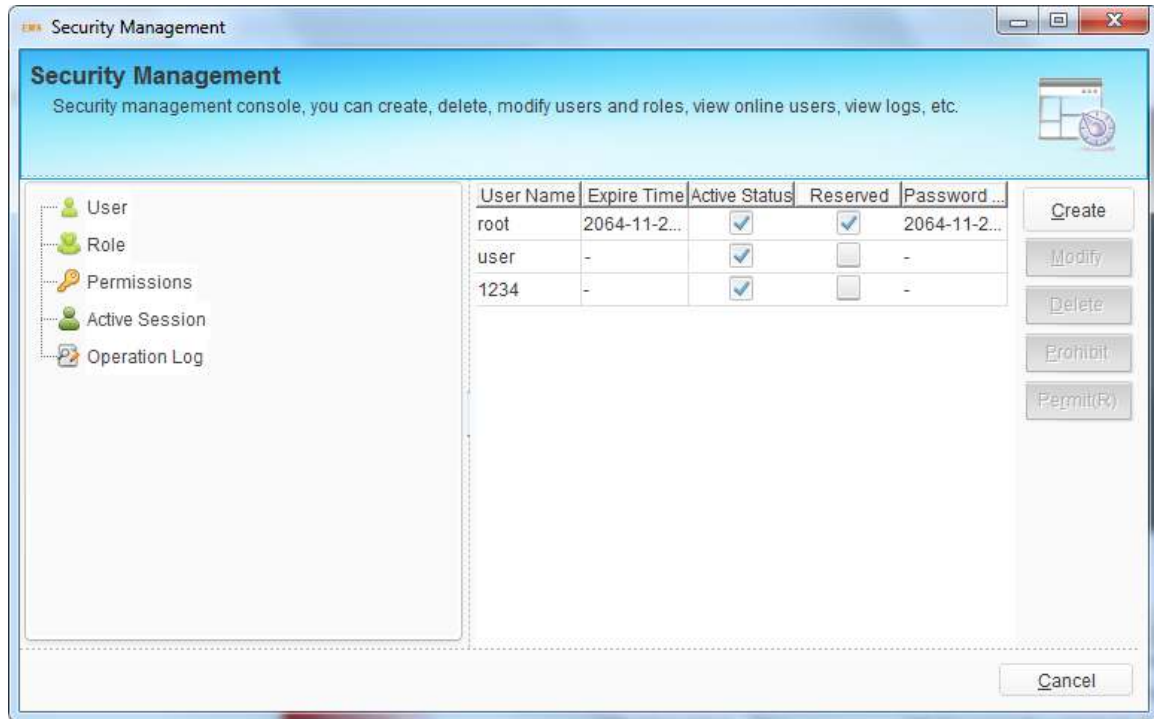 EMS Security Management
Security Management
Security management console, you can create, delete, modify users and roles, view online users, view logs, etc.
User
Role
Permissions
Active Session
Operation Log
User Name Expire Time Active Status Reserved Password ...
root 2064-11-2... 2064-11-2...
user - -
1234 - -
Create
Modify
Delete
Prohibit
Permit(R)
Cancel